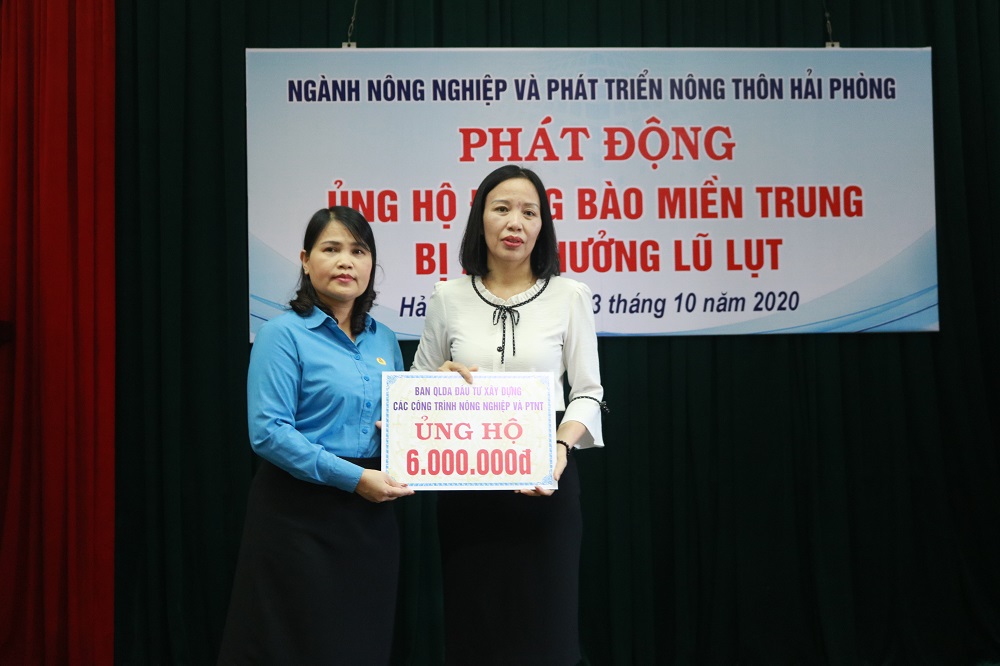 NGÀNH NÔNG NGHIỆP VÀ PHÁT TRIỂN NÔNG THÔN HẢI PHÒNG
PHÁT ĐỘNG
ỦNG HỘ BÀO MIỀN TRUNG
BỊ LŨ LỤT
3 tháng 10 năm 2020
BAN QLDA ĐẦU TƯ XÂY DỰNG
CÁC CÔNG TRÌNH NÔNG NGHIỆP VÀ PTNT
ỦNG HỘ
6.000.000đ